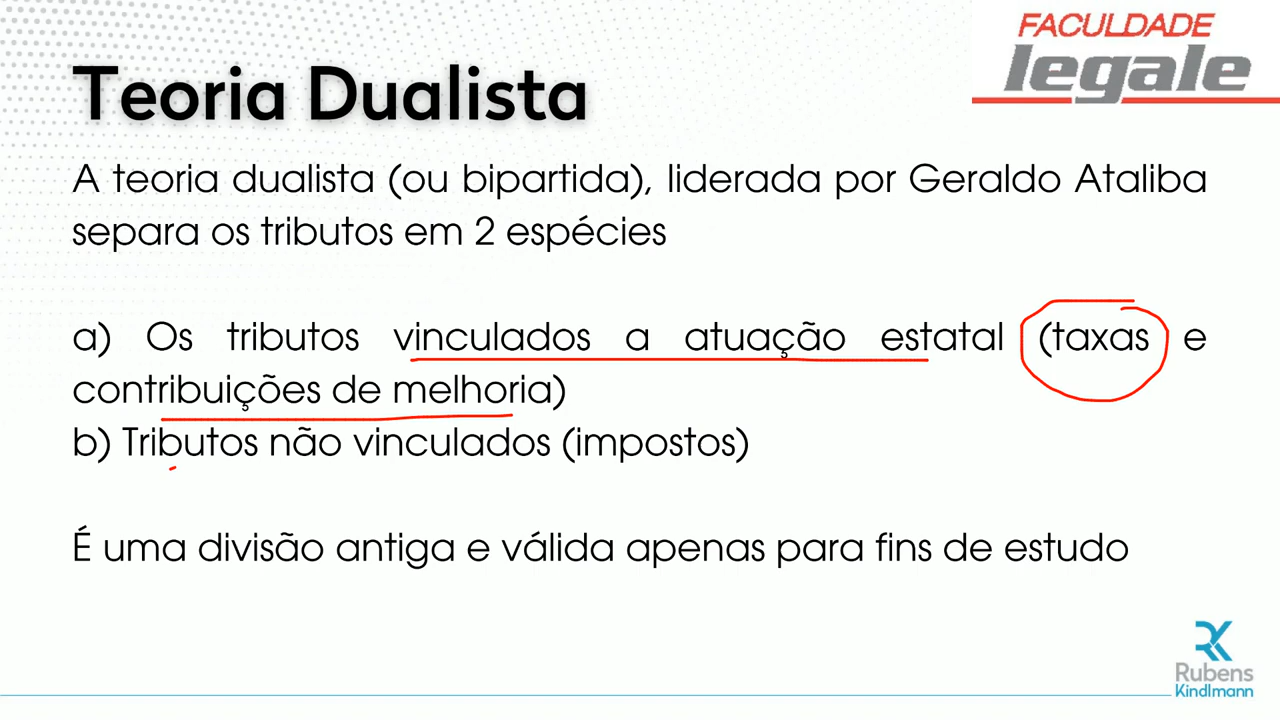 FACULDADE
legale
Teoria Dualista
A teoria dualista (ou bipartida), liderada por Geraldo Ataliba
separa os tributos em 2 espécies
a) Os tributos vinculados a atuação estatal (taxas e
contribuições de melhoria)
b) Tributos não vinculados (impostos)
É uma divisão antiga e válida apenas para fins de estudo
RK
Rubens
Kindlmann